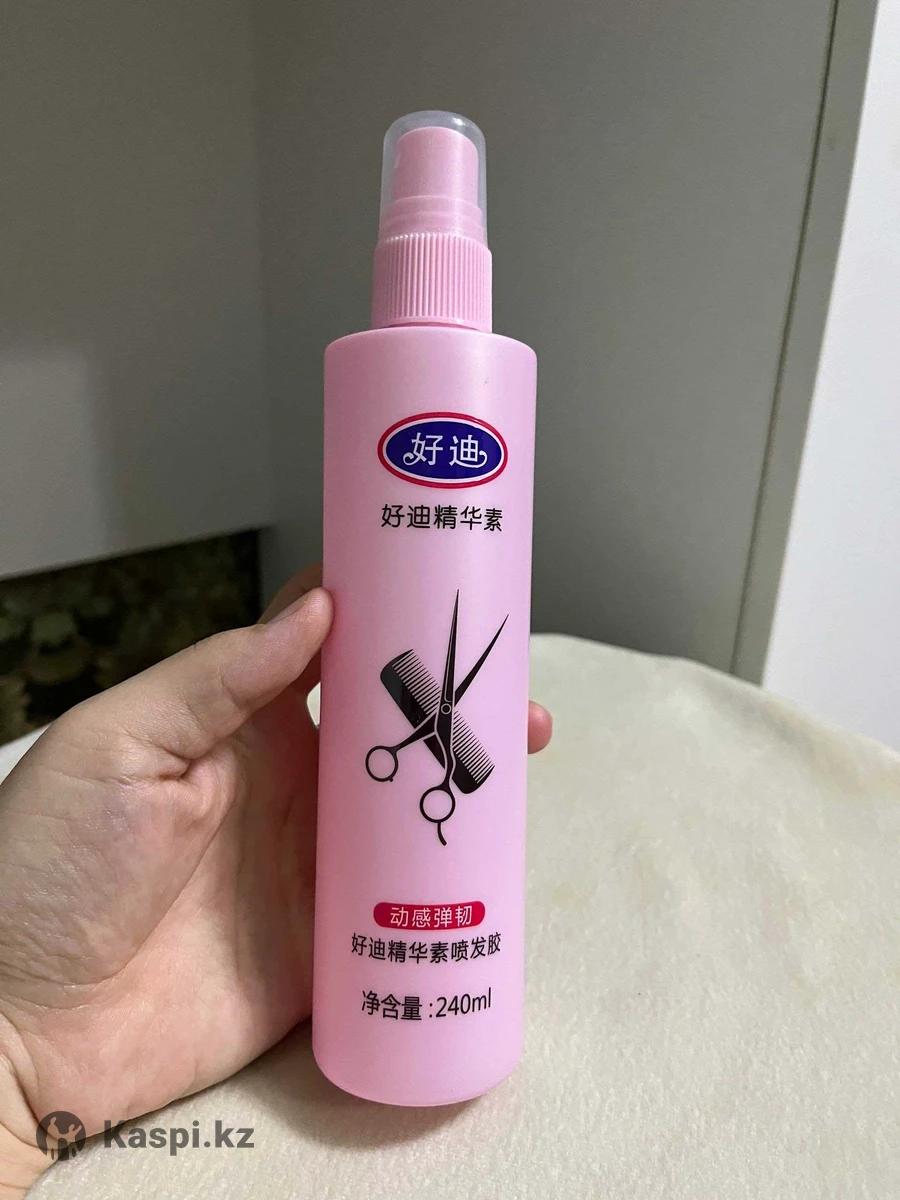 好迪
好迪精华素
动感弹韧
好迪精华素喷发胶
净含量:240ml
Kaspi.kz